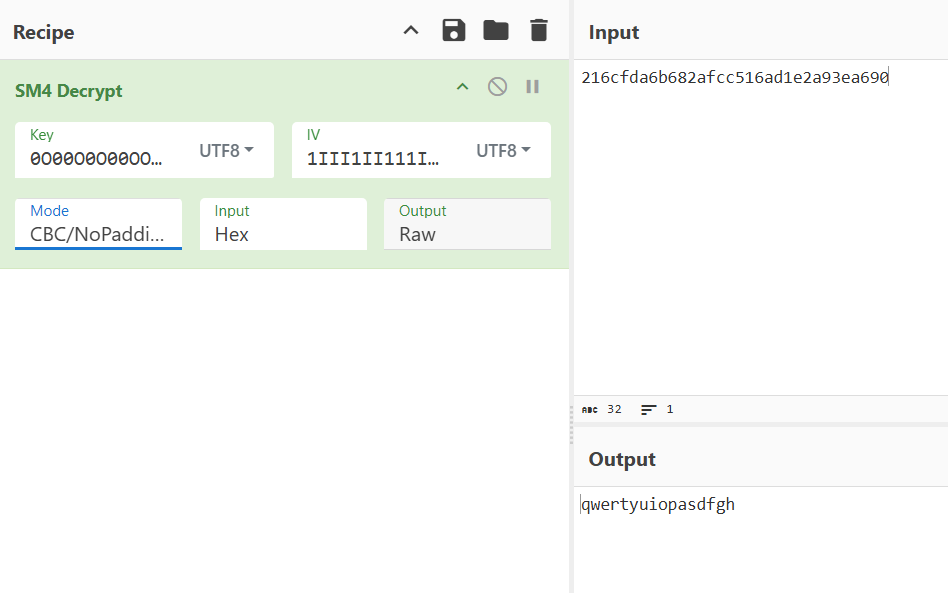 Recipe
SM4 Decrypt
Key
UTF8
IV
1III1II111I...
UTF8
Mode
CBC/NoPaddi...
Input
Hex
Output
Raw
Input
216cfda6b682afcc516ad1e2a93ea690
ABC 32 1
Output
qwertyuiopasdfgh